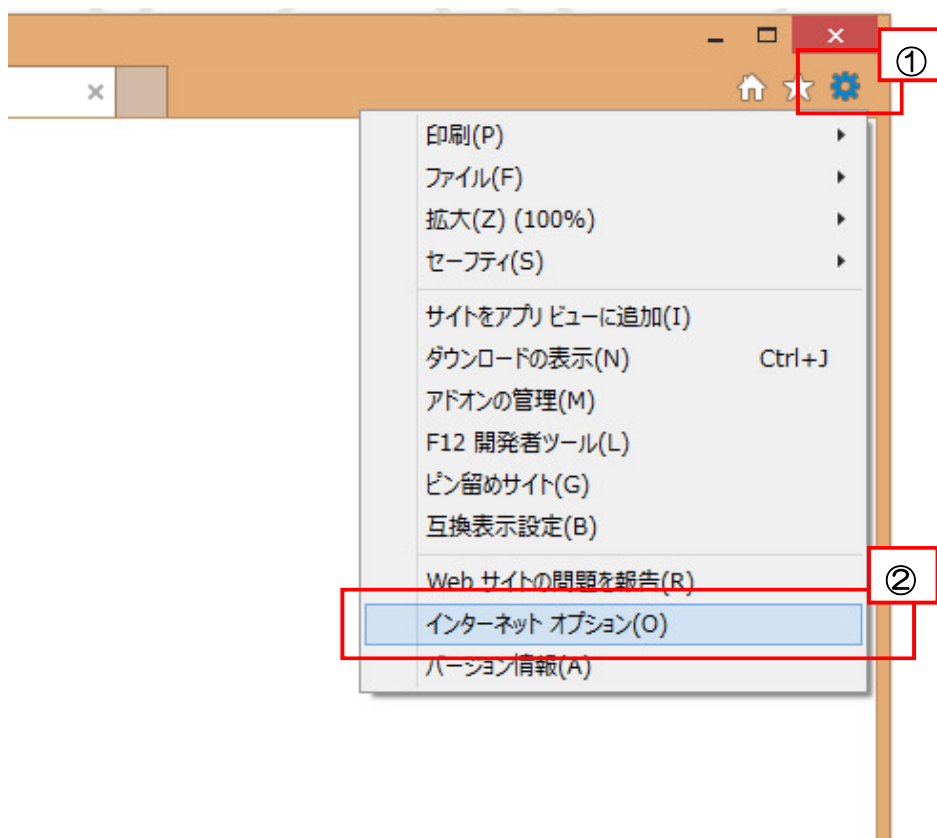 ①
印刷(P)
ファイル(F)
拡大(Z) (100%)
セーフティ(S)
サイトをアプリ ビューに追加(I)
ダウンロードの表示(N) Ctrl+J
アドオンの管理(M)
F12 開発者ツール(L)
ピン留めサイト(G)
互換表示設定(B)
Web サイトの問題を報告(R)
②
インターネット オプション(O)
バージョン情報(A)